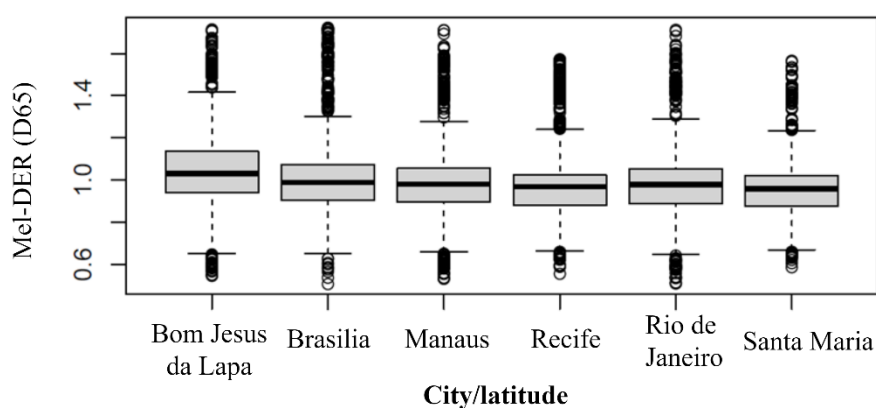 Mel-DER (D65)
1.4
1.0
0.6
Bom Jesus
da Lapa
Brasilia
Manaus
Recife
Rio de
Janeiro
Santa Maria
City/latitude